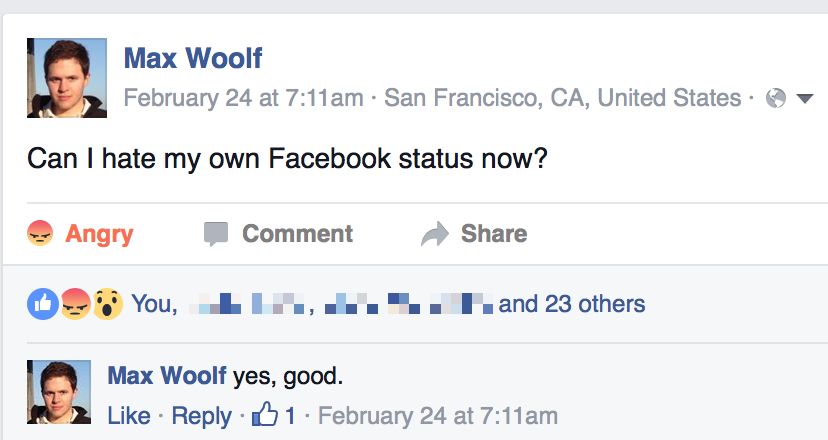 Max Woolf
February 24 at 7:11am · San Francisco, CA, United States ·
Can I hate my own Facebook status now?
Angry Comment Share
You, , and 23 others
Max Woolf yes, good.
Like · Reply · 1 · February 24 at 7:11am